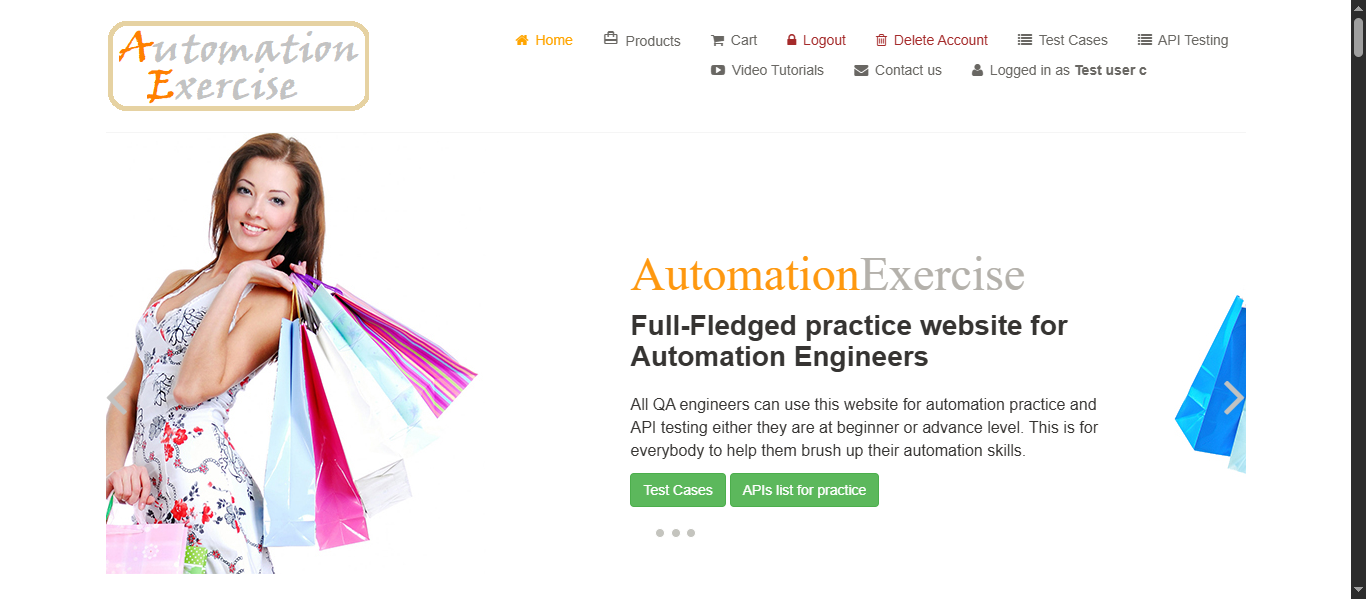 Automation
Exercise
Home Products Cart Logout Delete Account Test Cases API Testing
Video Tutorials Contact us Logged in as Test user c
AutomationExercise
Full-Fledged practice website for
Automation Engineers
All QA engineers can use this website for automation practice and
API testing either they are at beginner or advance level. This is for
everybody to help them brush up their automation skills.
Test Cases APIs list for practice